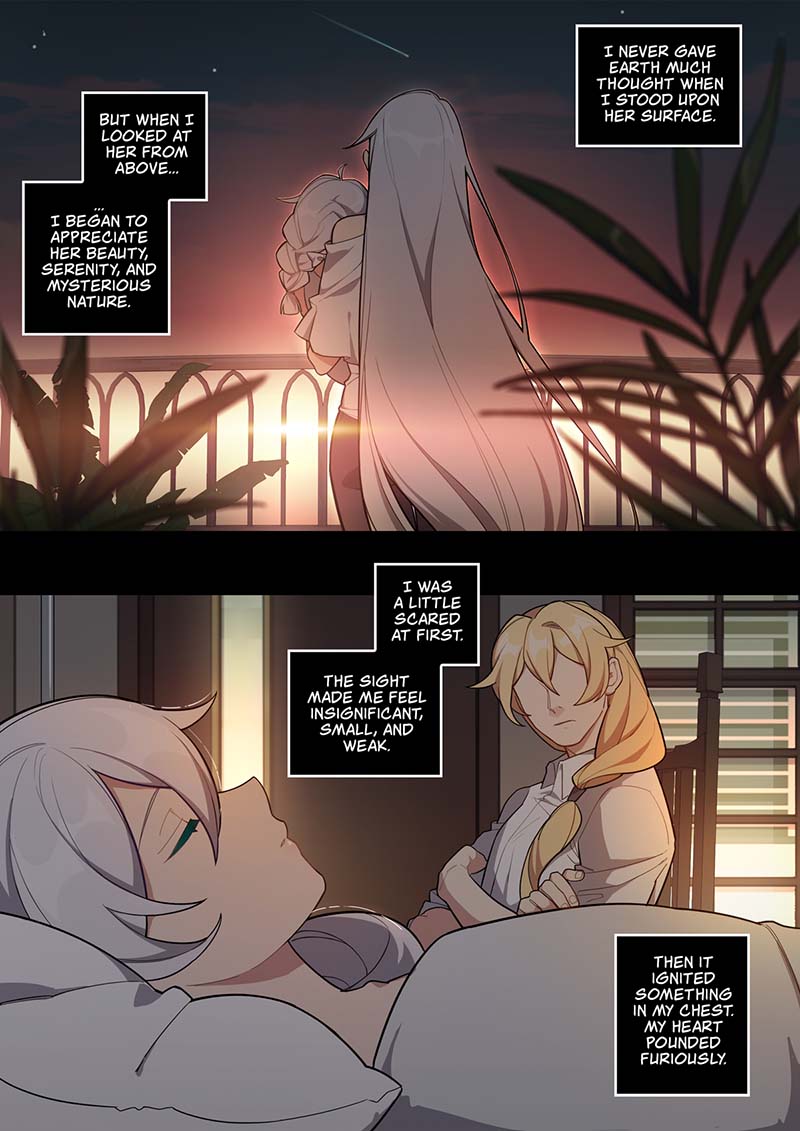 I NEVER GAVE
EARTH MUCH
THOUGHT WHEN
I STOOD UPON
HER SURFACE.
BUT WHEN I
LOOKED AT
HER FROM
ABOVE...
...
I BEGAN TO
APPRECIATE
HER BEAUTY,
SERENITY, AND
MYSTERIOUS
NATURE.
I WAS
A LITTLE
SCARED
AT FIRST.
THE SIGHT
MADE ME FEEL
INSIGNIFICANT,
SMALL, AND
WEAK.
THEN IT
IGNITED
SOMETHING
IN MY CHEST.
MY HEART
POUNDED
FURIOUSLY.